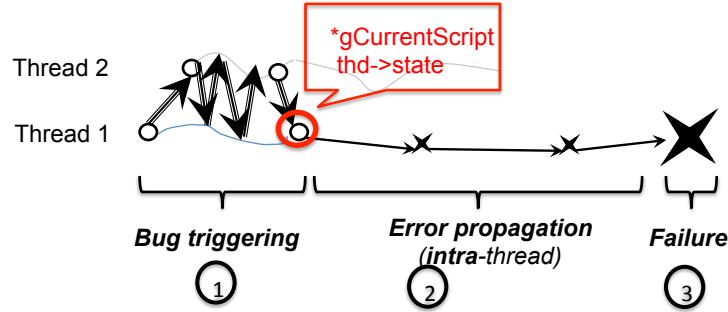 *gCurrentScript
thd->state
Thread 2
Thread 1
Bug triggering
Error propagation
(intra-thread)
Failure
1
2
3